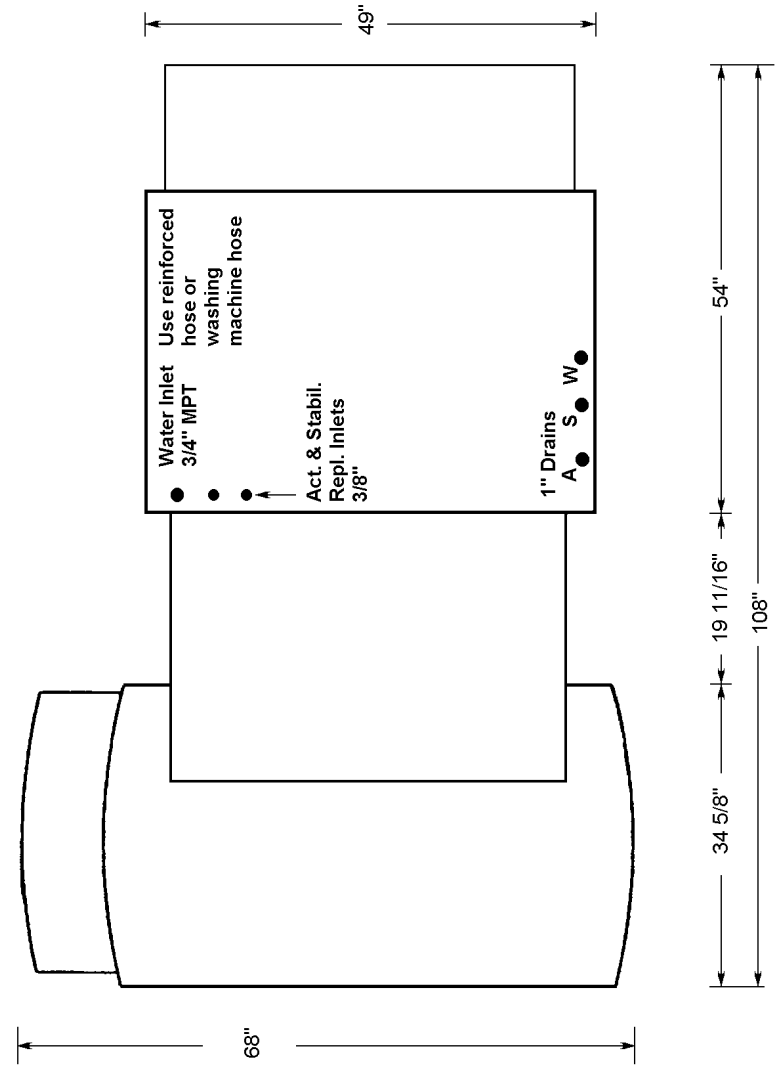 49"
Water Inlet
3/4" MPT
Use reinforced
hose or
washing
machine hose
Act. & Stabil.
Repl. Inlets
3/8"
1" Drains
A S W
34 5/8"
19 11/16"
54"
108"
68"